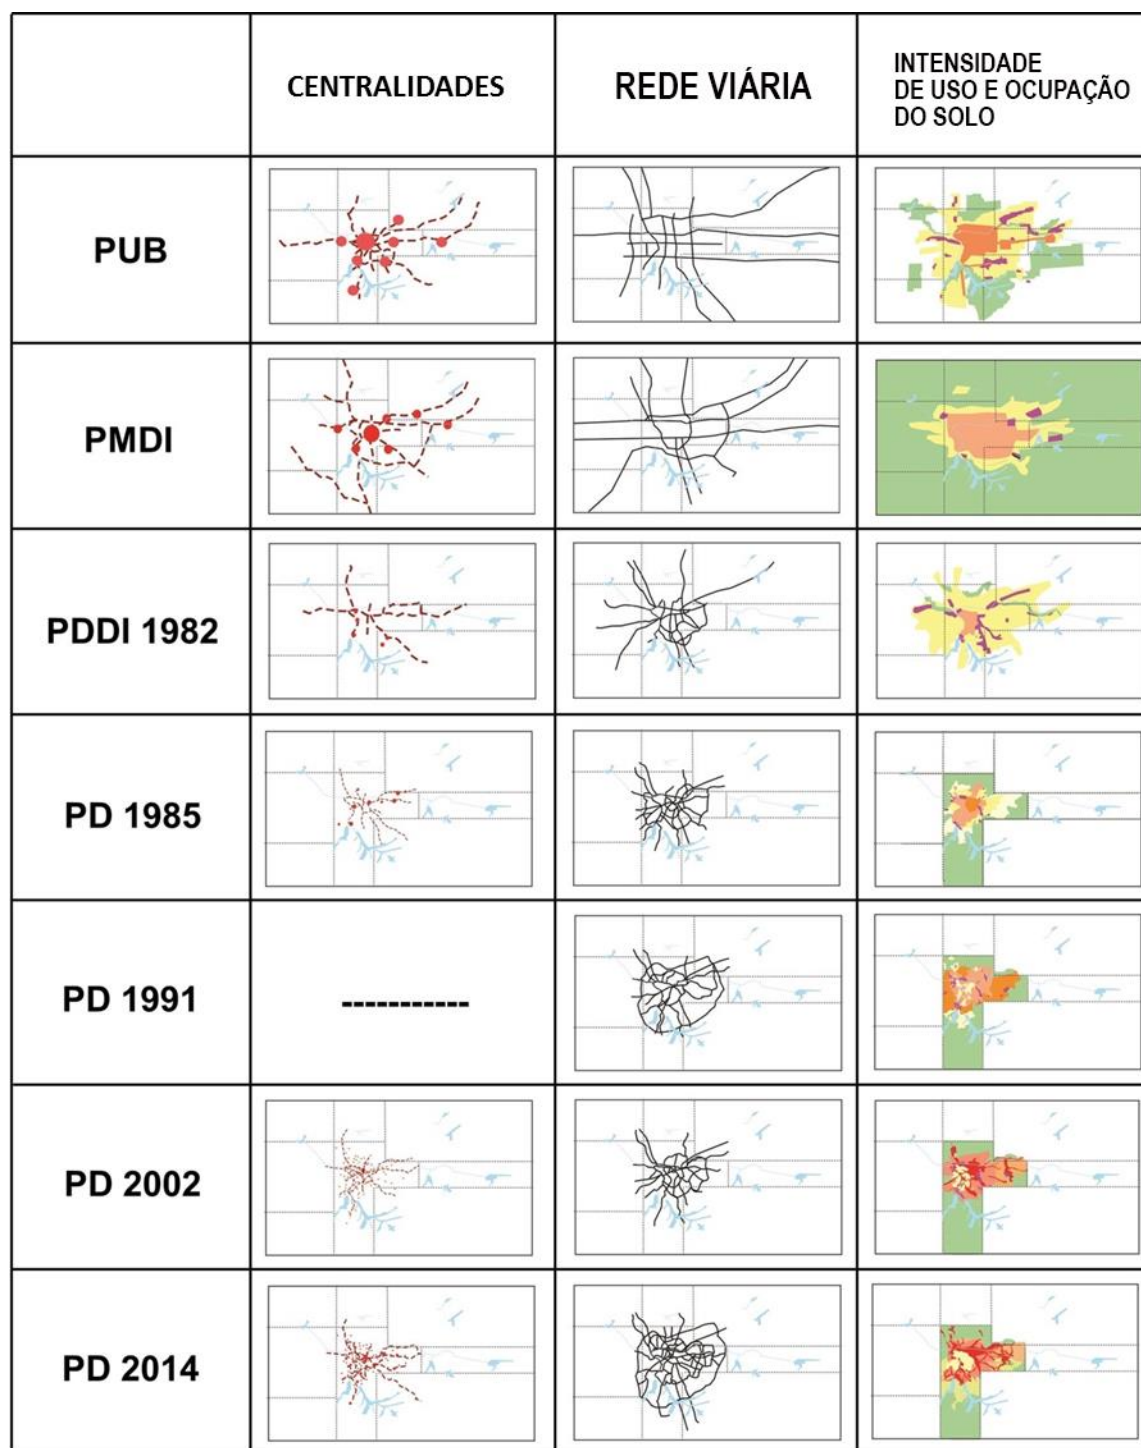 CENTRALIDADES
REDE VIÁRIA
INTENSIDADE
DE USO E OCUPAÇÃO
DO SOLO
PUB
PMDI
PDDI 1982
PD 1985
PD 1991
-----------
PD 2002
PD 2014